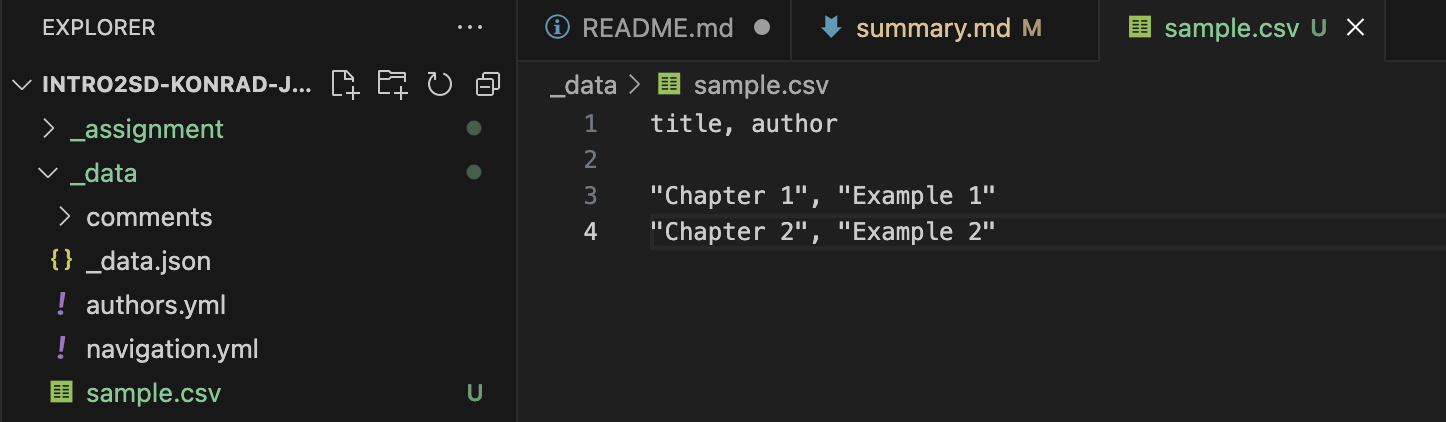 EXPLORER ...
INTRO2SD-KONRAD-J...
_assignment
_data
comments
{} _data.json
! authors.yml
! navigation.yml
sample.csv U
README.md
summary.md M
sample.csv U
_data > sample.csv
1 title, author
2
3 "Chapter 1", "Example 1"
4 "Chapter 2", "Example 2"